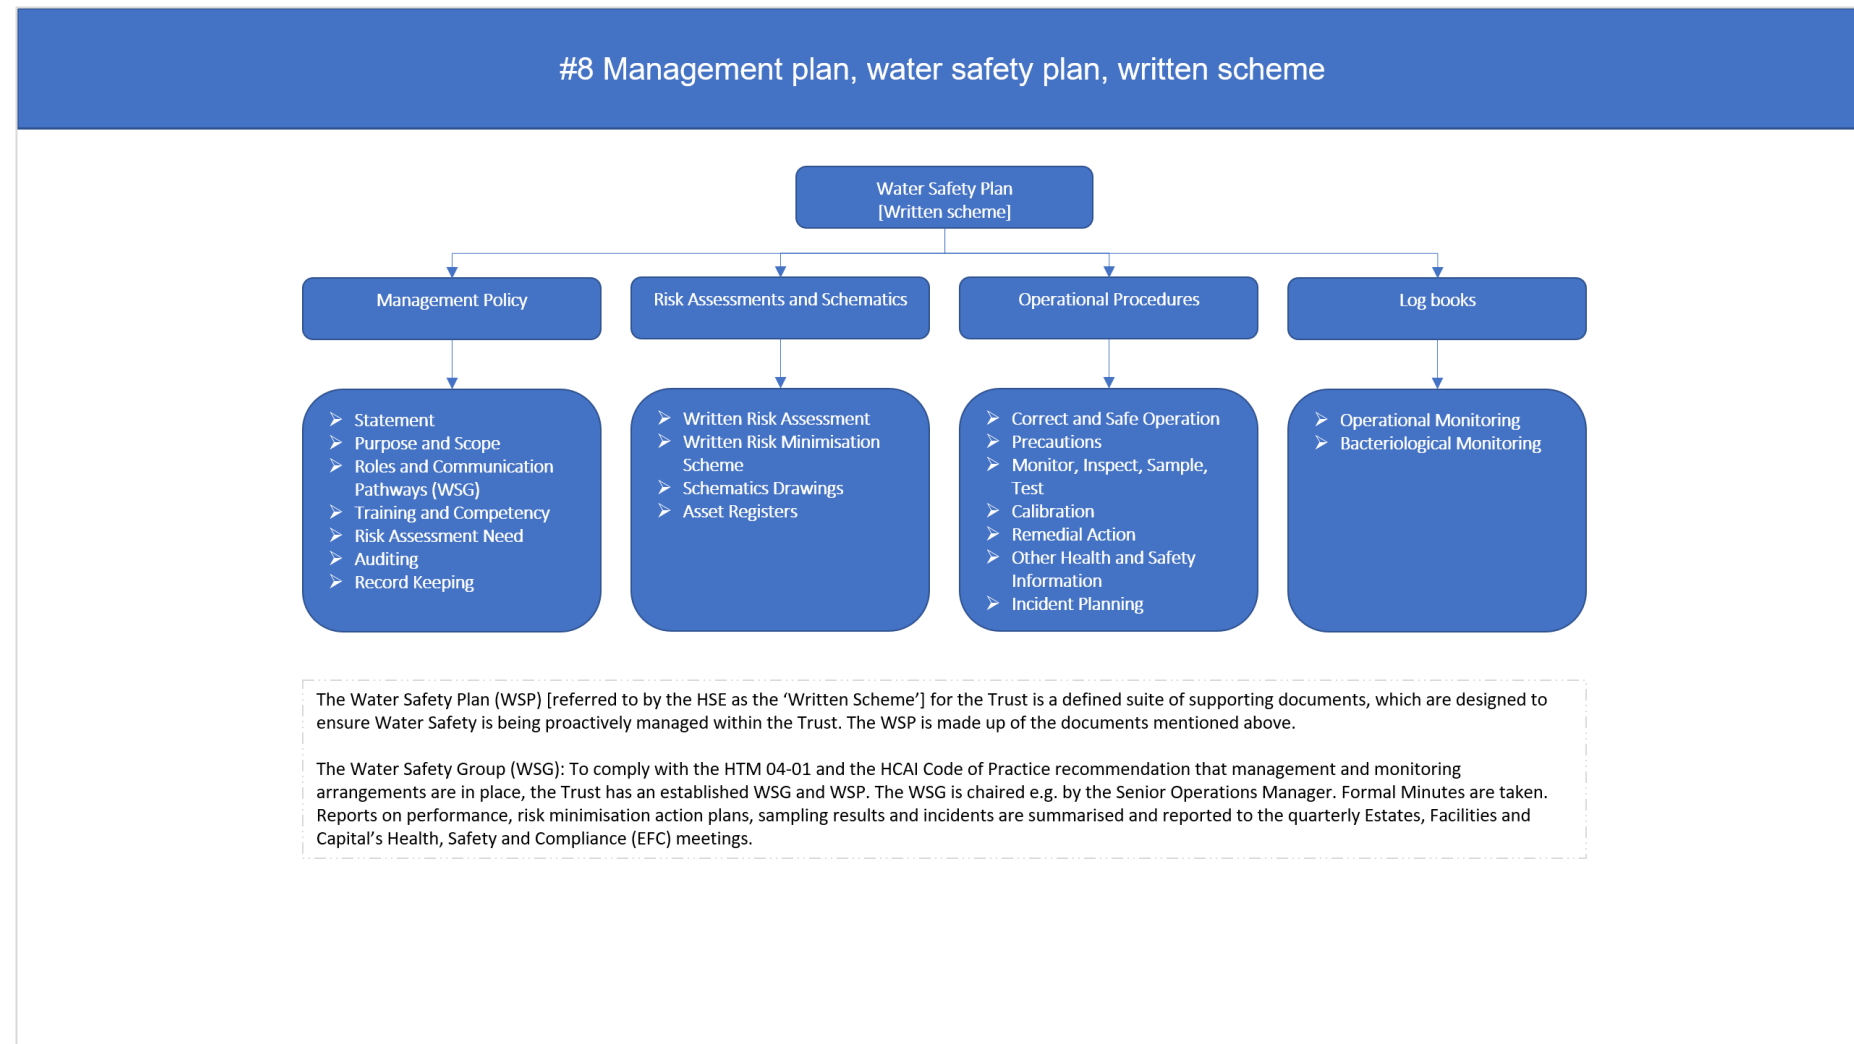 #8 Management plan, water safety plan, written scheme
Water Safety Plan
[Written scheme]
Management Policy
Risk Assessments and Schematics
Operational Procedures
Log books
Statement
Purpose and Scope
Roles and Communication
Pathways (WSG)
Training and Competency
Risk Assessment Need
Auditing
Record Keeping
Written Risk Assessment
Written Risk Minimisation
Scheme
Schematics Drawings
Asset Registers
Correct and Safe Operation
Precautions
Monitor, Inspect, Sample,
Test
Calibration
Remedial Action
Other Health and Safety
Information
Incident Planning
Operational Monitoring
Bacteriological Monitoring
The Water Safety Plan (WSP) [referred to by the HSE as the ‘Written Scheme’] for the Trust is a defined suite of supporting documents, which are designed to
ensure Water Safety is being proactively managed within the Trust. The WSP is made up of the documents mentioned above.
The Water Safety Group (WSG): To comply with the HTM 04-01 and the HCAI Code of Practice recommendation that management and monitoring
arrangements are in place, the Trust has an established WSG and WSP. The WSG is chaired e.g. by the Senior Operations Manager. Formal Minutes are taken.
Reports on performance, risk minimisation action plans, sampling results and incidents are summarised and reported to the quarterly Estates, Facilities and
Capital’s Health, Safety and Compliance (EFC) meetings.